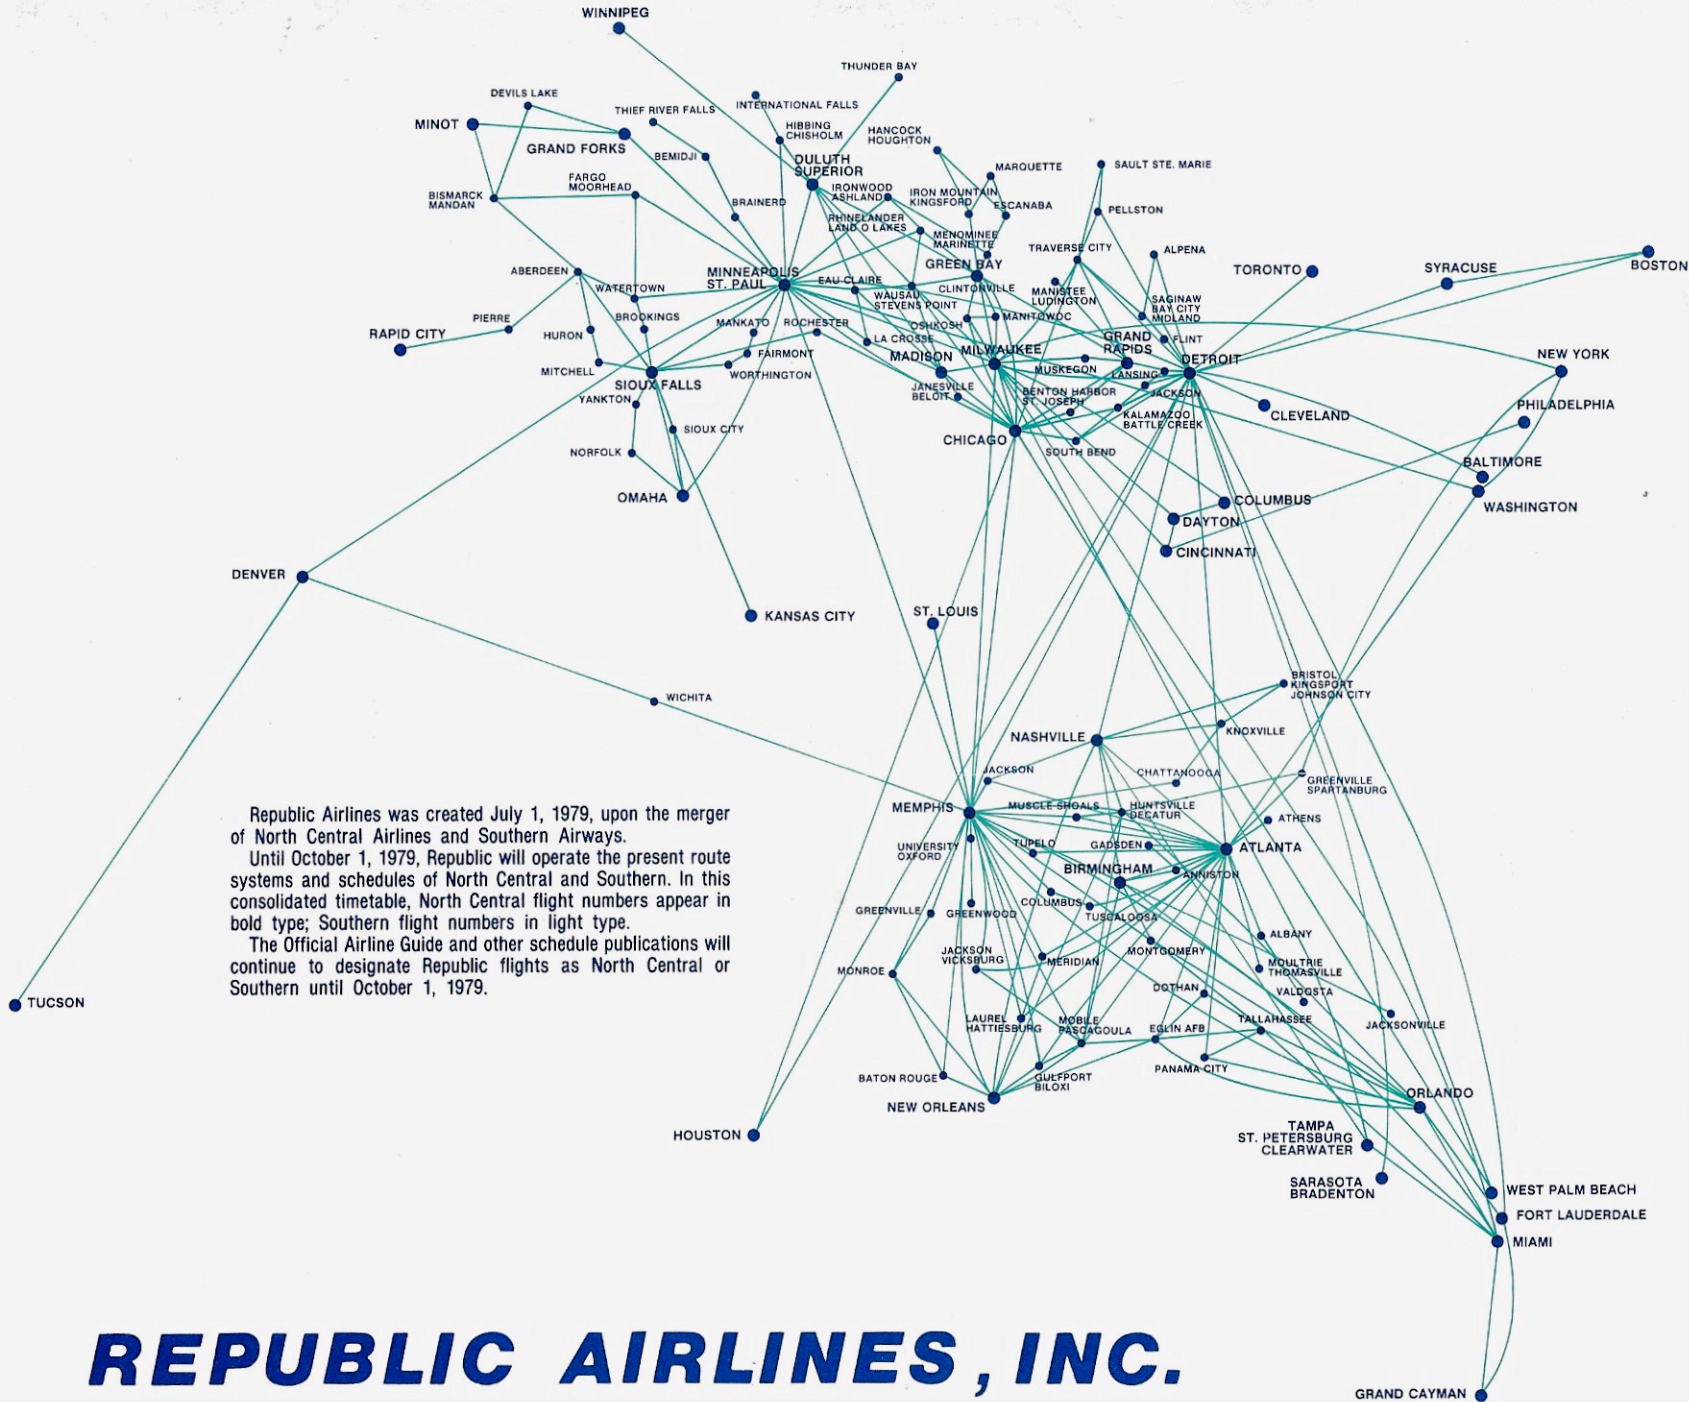 WINNIPEG
THUNDER BAY
DEVILS LAKE
INTERNATIONAL FALLS
THIEF RIVER FALLS
MINOT
HIBBING
CHISHOLM
HANCOCK
HOUGHTON
GRAND FORKS
BEMIDJI
DULUTH
SUPERIOR
MARQUETTE
SAULT STE. MARIE
FARGO
MOORHEAD
IRONWOOD
ASHLAND
IRON MOUNTAIN
KINGSFORD
BISMARCK
MANDAN
BRAINERD
ESCANABA
PELLSTON
RHINELANDER
LAND O LAKES
MENOMINEE
MARINETTE
TRAVERSE CITY
ALPENA
GREEN BAY
ABERDEEN
MINNEAPOLIS
ST. PAUL
EAU CLAIRE
TORONTO
SYRACUSE
BOSTON
WATERTOWN
WAUSAU
STEVENS POINT
CLINTONVILLE
MANISTEE
LUDINGTON
SAGINAW
BAY CITY
MIDLAND
PIERRE
BROOKINGS
MANKATO
ROCHESTER
OSHKOSH
MANITOWOC
RAPID CITY
HURON
LA CROSSE
GRAND
RAPIDS
FLINT
MADISON
MILWAUKEE
DETROIT
NEW YORK
FAIRMONT
MITCHELL
WORTHINGTON
MUSKEGON
LANSING
SIOUX FALLS
JANESVILLE
BELOIT
BENTON HARBOR
ST. JOSEPH
JACKSON
YANKTON
KALAMAZOO
BATTLE CREEK
CLEVELAND
PHILADELPHIA
SIOUX CITY
CHICAGO
NORFOLK
SOUTH BEND
BALTIMORE
OMAHA
COLUMBUS
WASHINGTON
DAYTON
CINCINNATI
DENVER
KANSAS CITY
ST. LOUIS
WICHITA
BRISTOL
KINGSPORT
JOHNSON CITY
NASHVILLE
KNOXVILLE
JACKSON
CHATTANOOGA
GREENVILLE
SPARTANBURG
MEMPHIS
MUSCLE SHOALS
HUNTSVILLE
DECATUR
ATHENS
UNIVERSITY
OXFORD
TUPELO
GADSDEN
ATLANTA
BIRMINGHAM
ANNISTON
GREENVILLE
GREENWOOD
COLUMBUS
TUSCALOOSA
ALBANY
JACKSON
VICKSBURG
MERIDIAN
MONTGOMERY
MONROE
MOULTRIE
THOMASVILLE
DOTHAN
VALDOSTA
LAUREL
HATTIESBURG
MOBILE
PASCAGOULA
EGLIN AFB
TALLAHASSEE
JACKSONVILLE
BATON ROUGE
GULFPORT
BILOXI
PANAMA CITY
NEW ORLEANS
ORLANDO
HOUSTON
TAMPA
ST. PETERSBURG
CLEARWATER
SARASOTA
BRADENTON
WEST PALM BEACH
FORT LAUDERDALE
MIAMI
TUCSON
Republic Airlines was created July 1, 1979, upon the merger
of North Central Airlines and Southern Airways.
Until October 1, 1979, Republic will operate the present route
systems and schedules of North Central and Southern. In this
consolidated timetable, North Central flight numbers appear in
bold type; Southern flight numbers in light type.
The Official Airline Guide and other schedule publications will
continue to designate Republic flights as North Central or
Southern until October 1, 1979.
REPUBLIC AIRLINES, INC.
GRAND CAYMAN